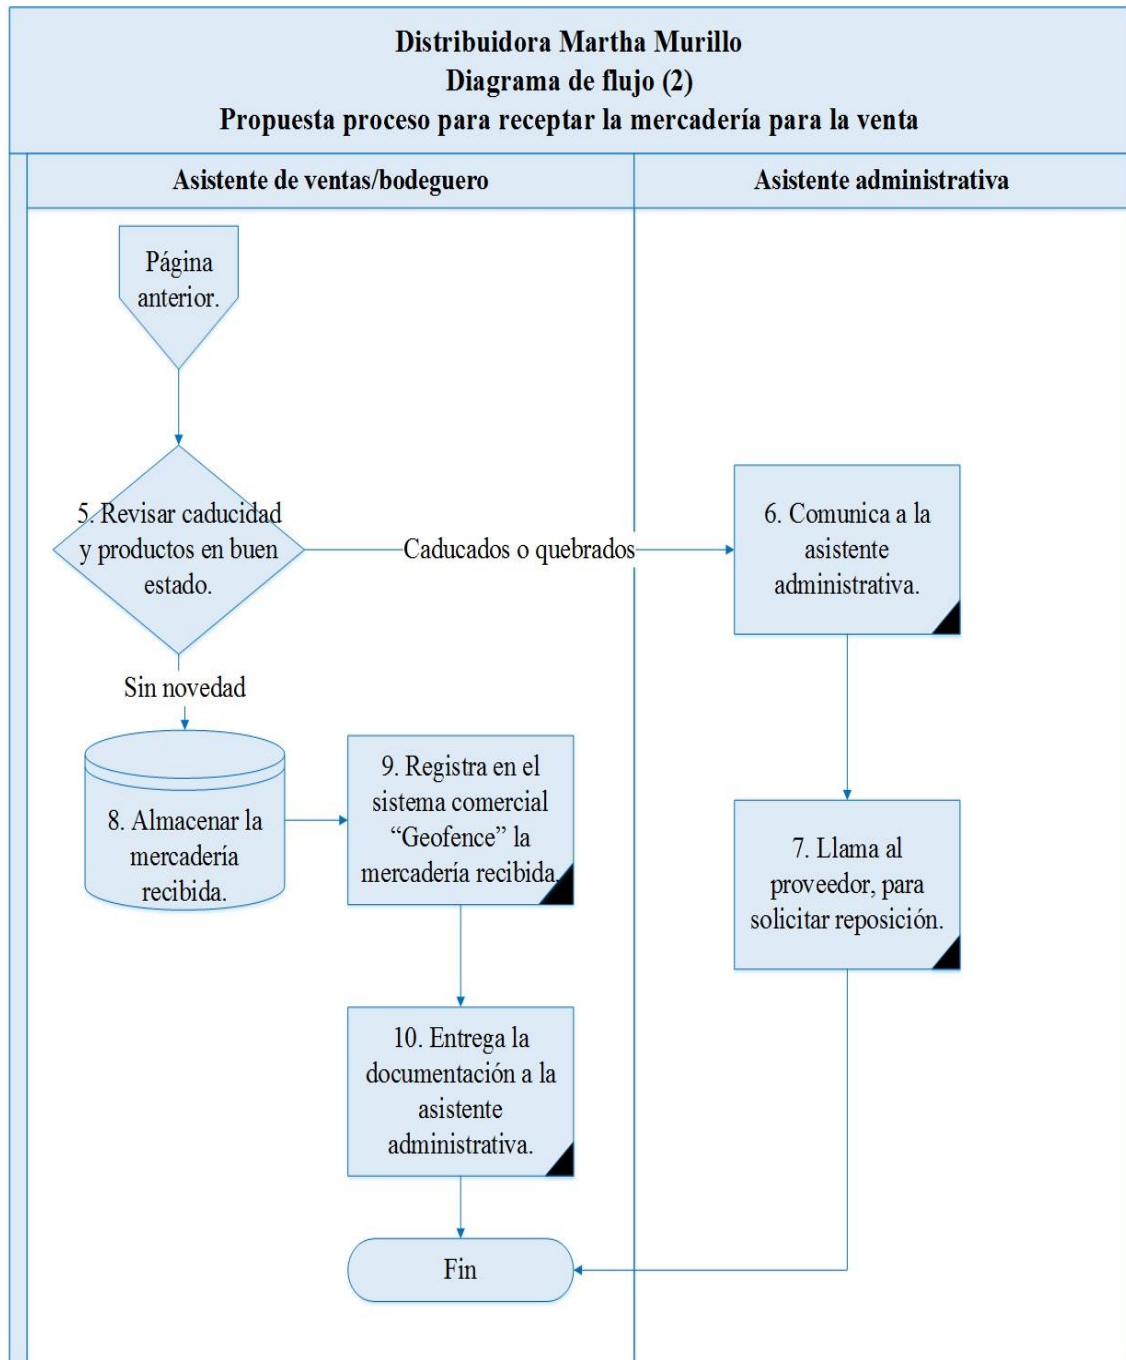 Distribuidora Martha Murillo
Diagrama de flujo (2)
Propuesta proceso para receptar la mercadería para la venta
Asistente de ventas/bodeguero
Asistente administrativa
Página
anterior.
5. Revisar caducidad
y productos en buen
estado.
Caducados o quebrados
6. Comunica a la
asistente
administrativa.
Sin novedad
8. Almacenar la
mercadería
recibida.
9. Registra en el
sistema comercial
“Geofence” la
mercadería recibida.
7. Llama al
proveedor, para
solicitar reposición.
10. Entrega la
documentación a la
asistente
administrativa.
Fin